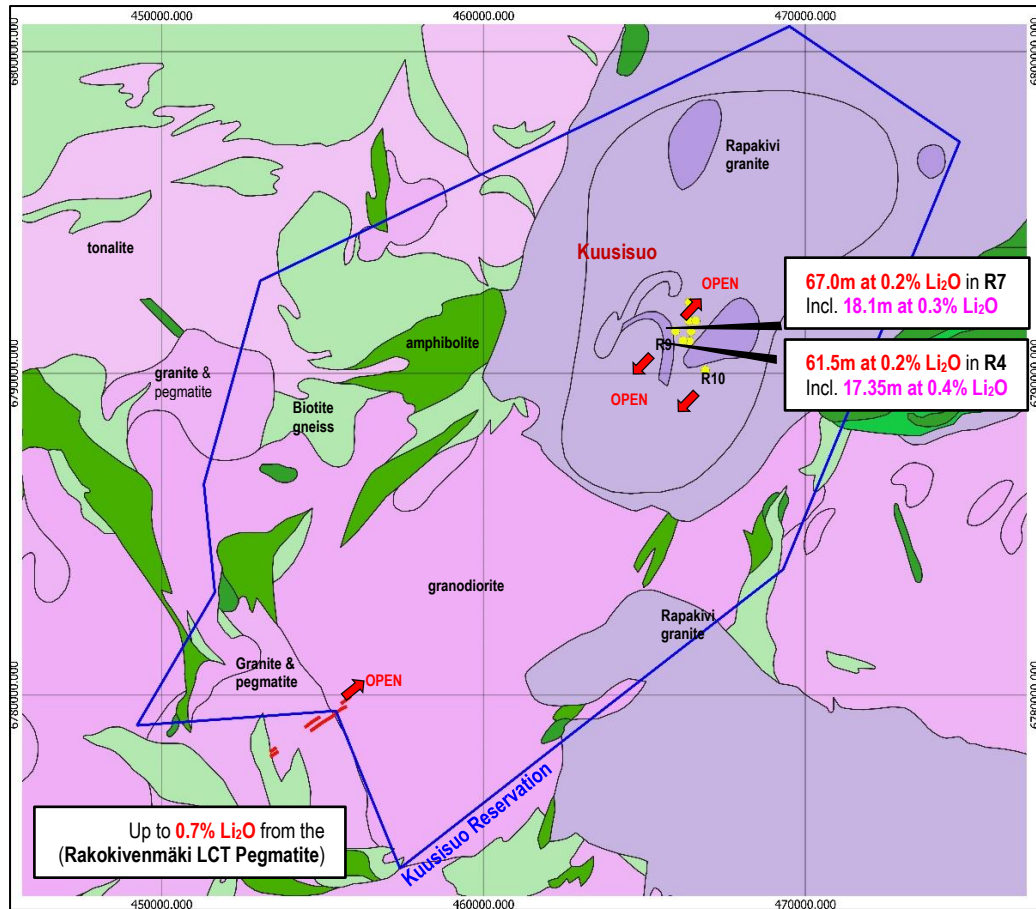 450000.000
460000.000
470000.000
6800000.000
6800000.000
Rapakivi
granite
tonalite
Kuusisuo
OPEN
67.0m at 0.2% Li₂O in R7
Incl. 18.1m at 0.3% Li₂O
amphibolite
R9
61.5m at 0.2% Li₂O in R4
Incl. 17.35m at 0.4% Li₂O
6790000.000
6790000.000
granite &
pegmatite
R10
OPEN
Biotite
gneiss
granodiorite
Rapakivi
granite
Granite &
pegmatite
OPEN
6780000.000
6780000.000
Kuusisuo Reservation
Up to 0.7% Li₂O from the
(Rakokivenmäki LCT Pegmatite)
450000.000
460000.000
470000.000